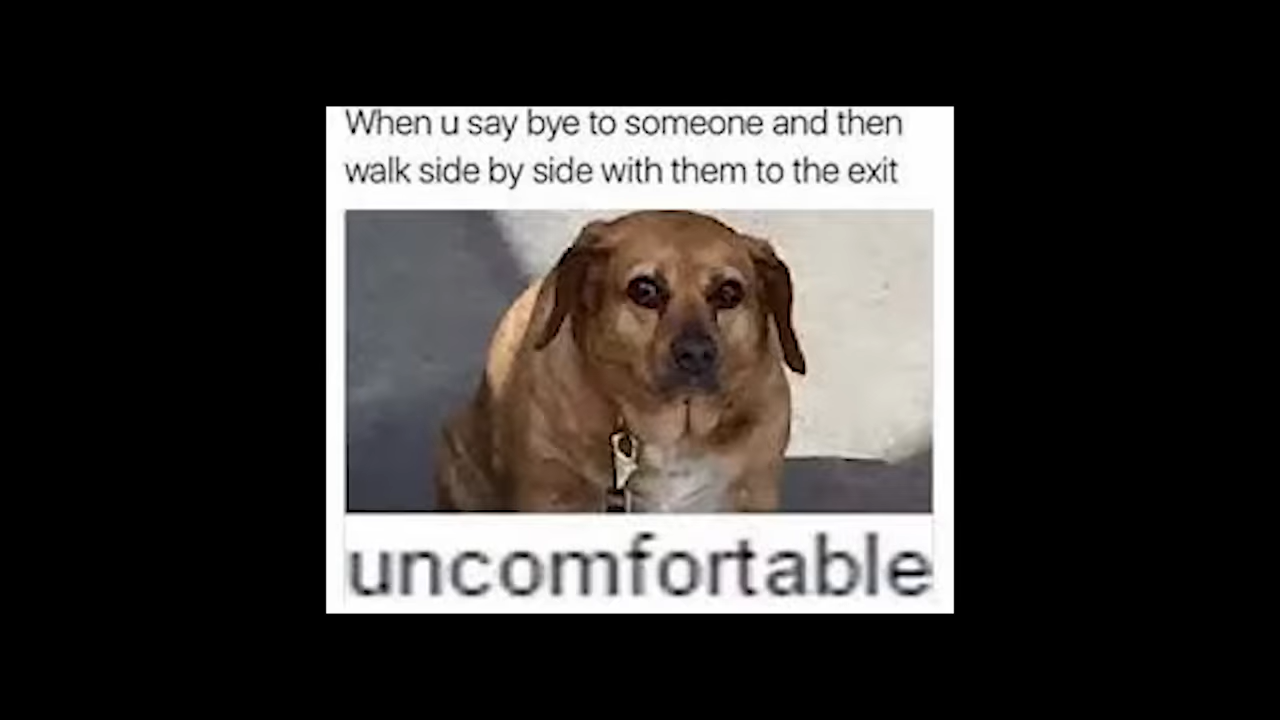 When u say bye to someone and then
walk side by side with them to the exit
uncomfortable